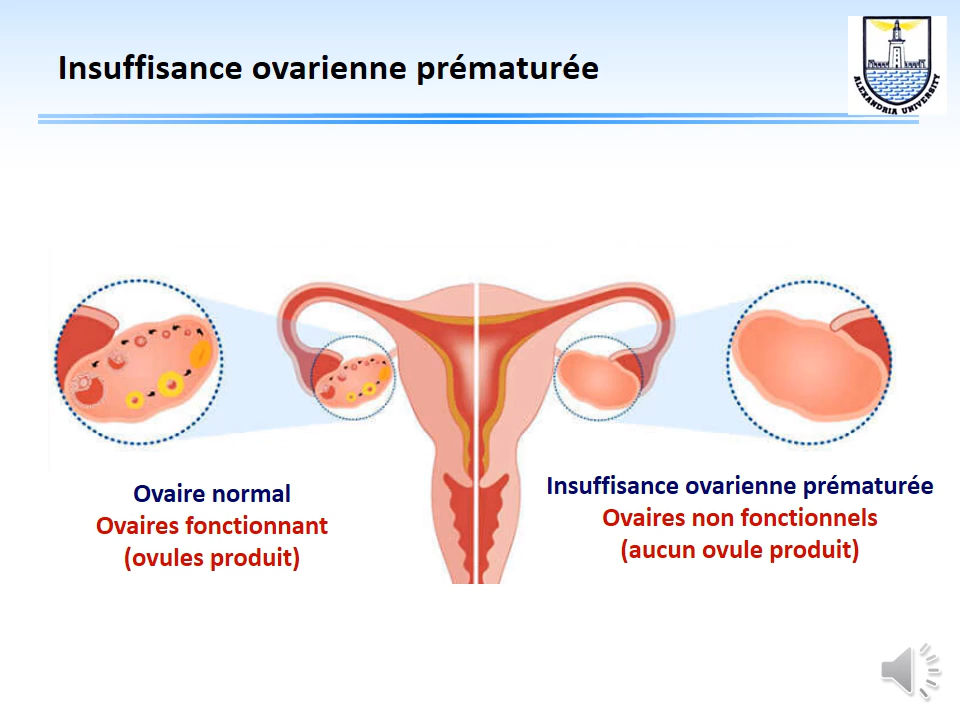 Insuffisance ovarienne prématurée
ALEXANDRIA UNIVERSITY
Ovaire normal
Ovaires fonctionnant
(ovules produit)
Insuffisance ovarienne prématurée
Ovaires non fonctionnels
(aucun ovule produit)